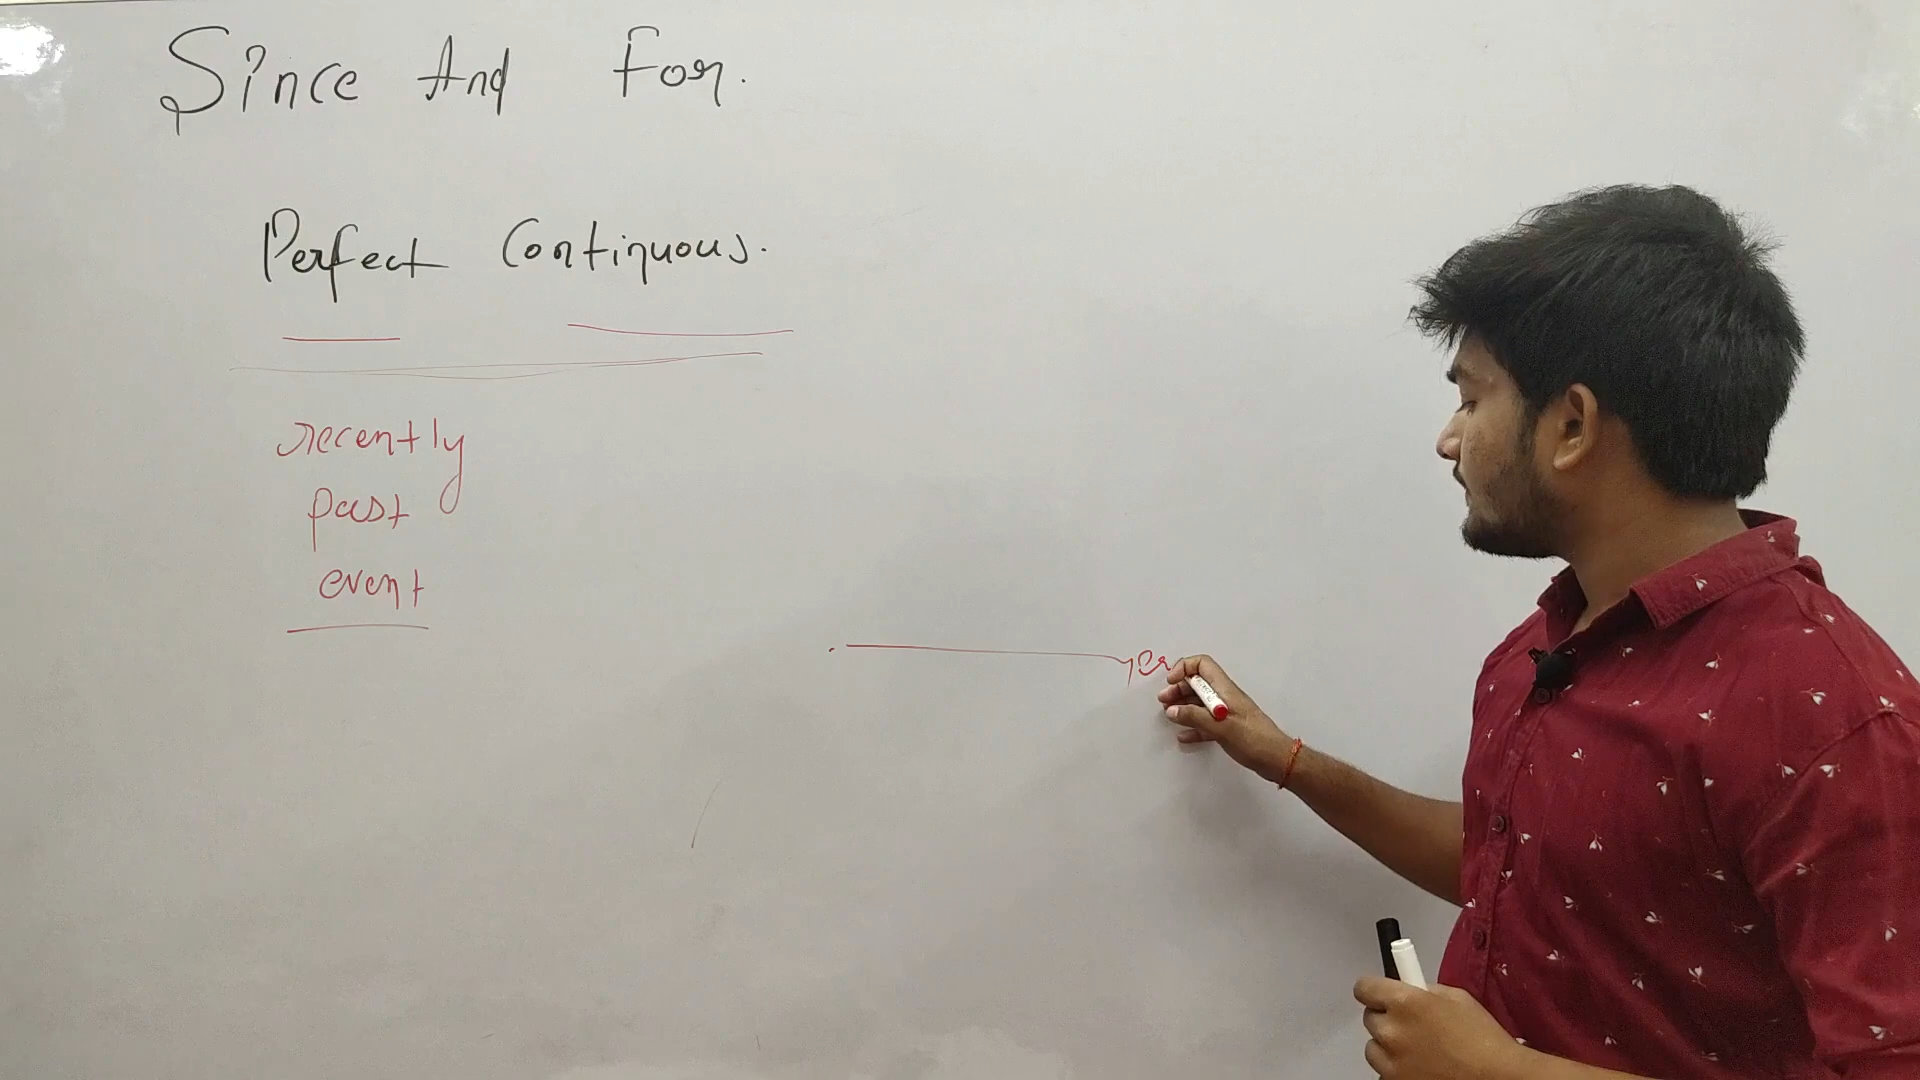 Since And For.
Perfect Continuous.
recently
past
event